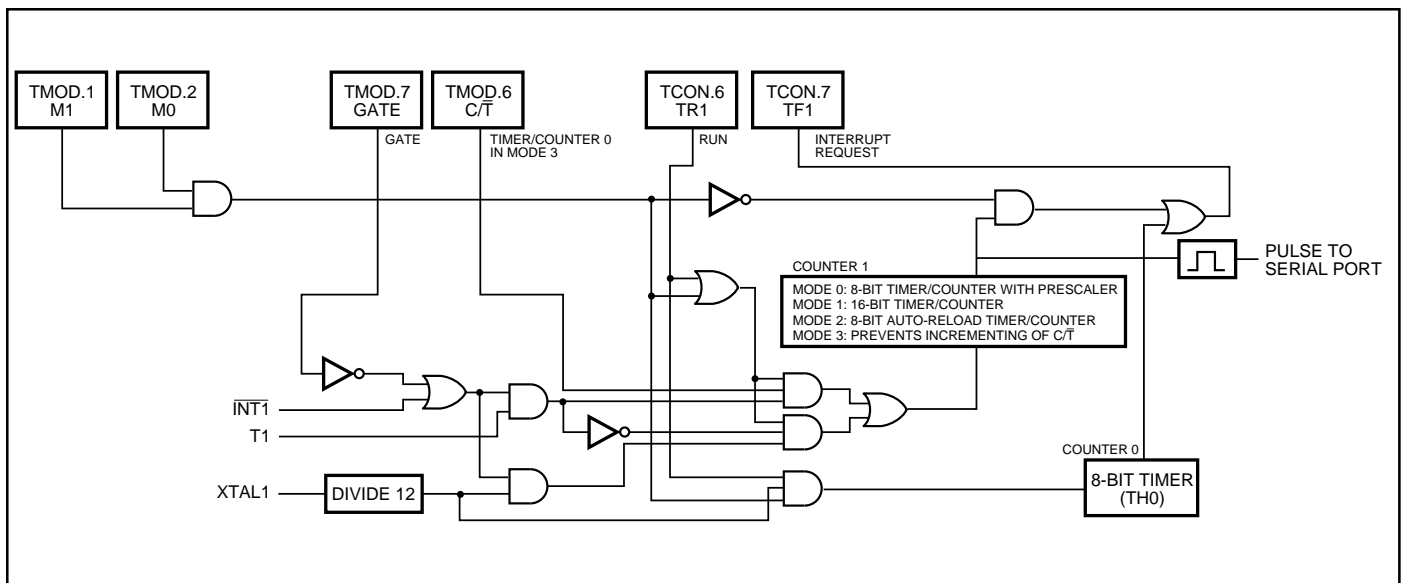 TMOD.1
M1
TMOD.2
M0
TMOD.7
GATE
TMOD.6
C/T̅
TCON.6
TR1
TCON.7
TF1
GATE
TIMER/COUNTER 0
IN MODE 3
RUN
INTERRUPT
REQUEST
PULSE TO
SERIAL PORT
COUNTER 1
MODE 0: 8-BIT TIMER/COUNTER WITH PRESCALER
MODE 1: 16-BIT TIMER/COUNTER
MODE 2: 8-BIT AUTO-RELOAD TIMER/COUNTER
MODE 3: PREVENTS INCREMENTING OF C/T̅
I̅N̅T̅1̅
T1
XTAL1
DIVIDE 12
COUNTER 0
8-BIT TIMER
(TH0)